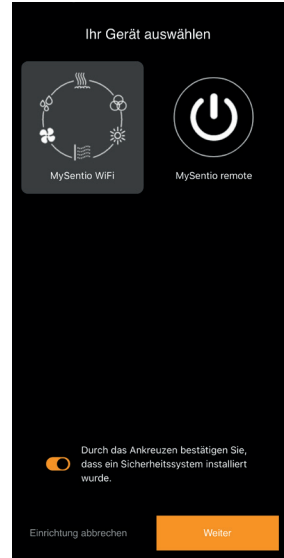 Ihr Gerät auswählen
MySentio WiFi
MySentio remote
Durch das Ankreuzen bestätigen Sie,
dass ein Sicherheitssystem installiert
wurde.
Einrichtung abbrechen
Weiter